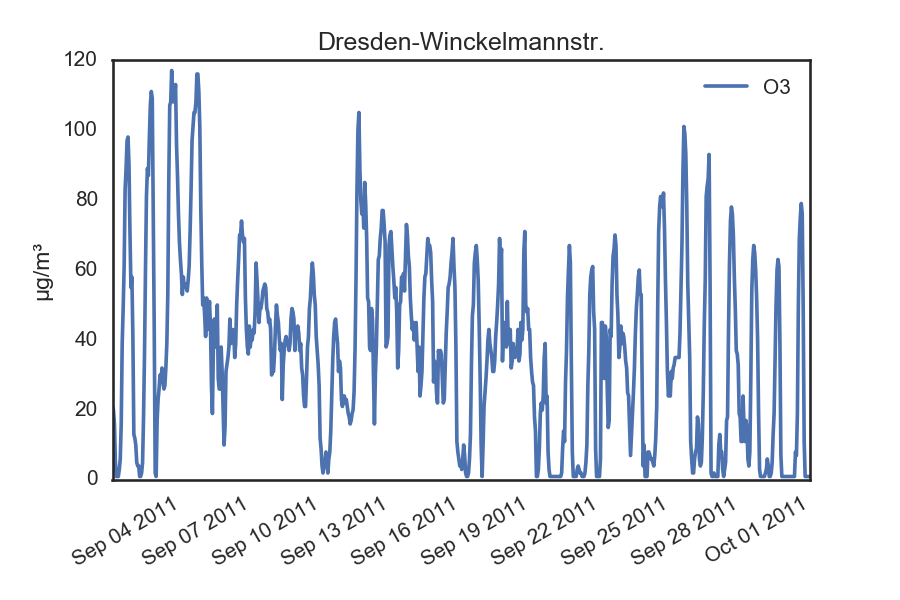 Dresden-Winckelmannstr.
120
100
80
60
40
20
0
µg/m³
O3
Sep 04 2011
Sep 07 2011
Sep 10 2011
Sep 13 2011
Sep 16 2011
Sep 19 2011
Sep 22 2011
Sep 25 2011
Sep 28 2011
Oct 01 2011